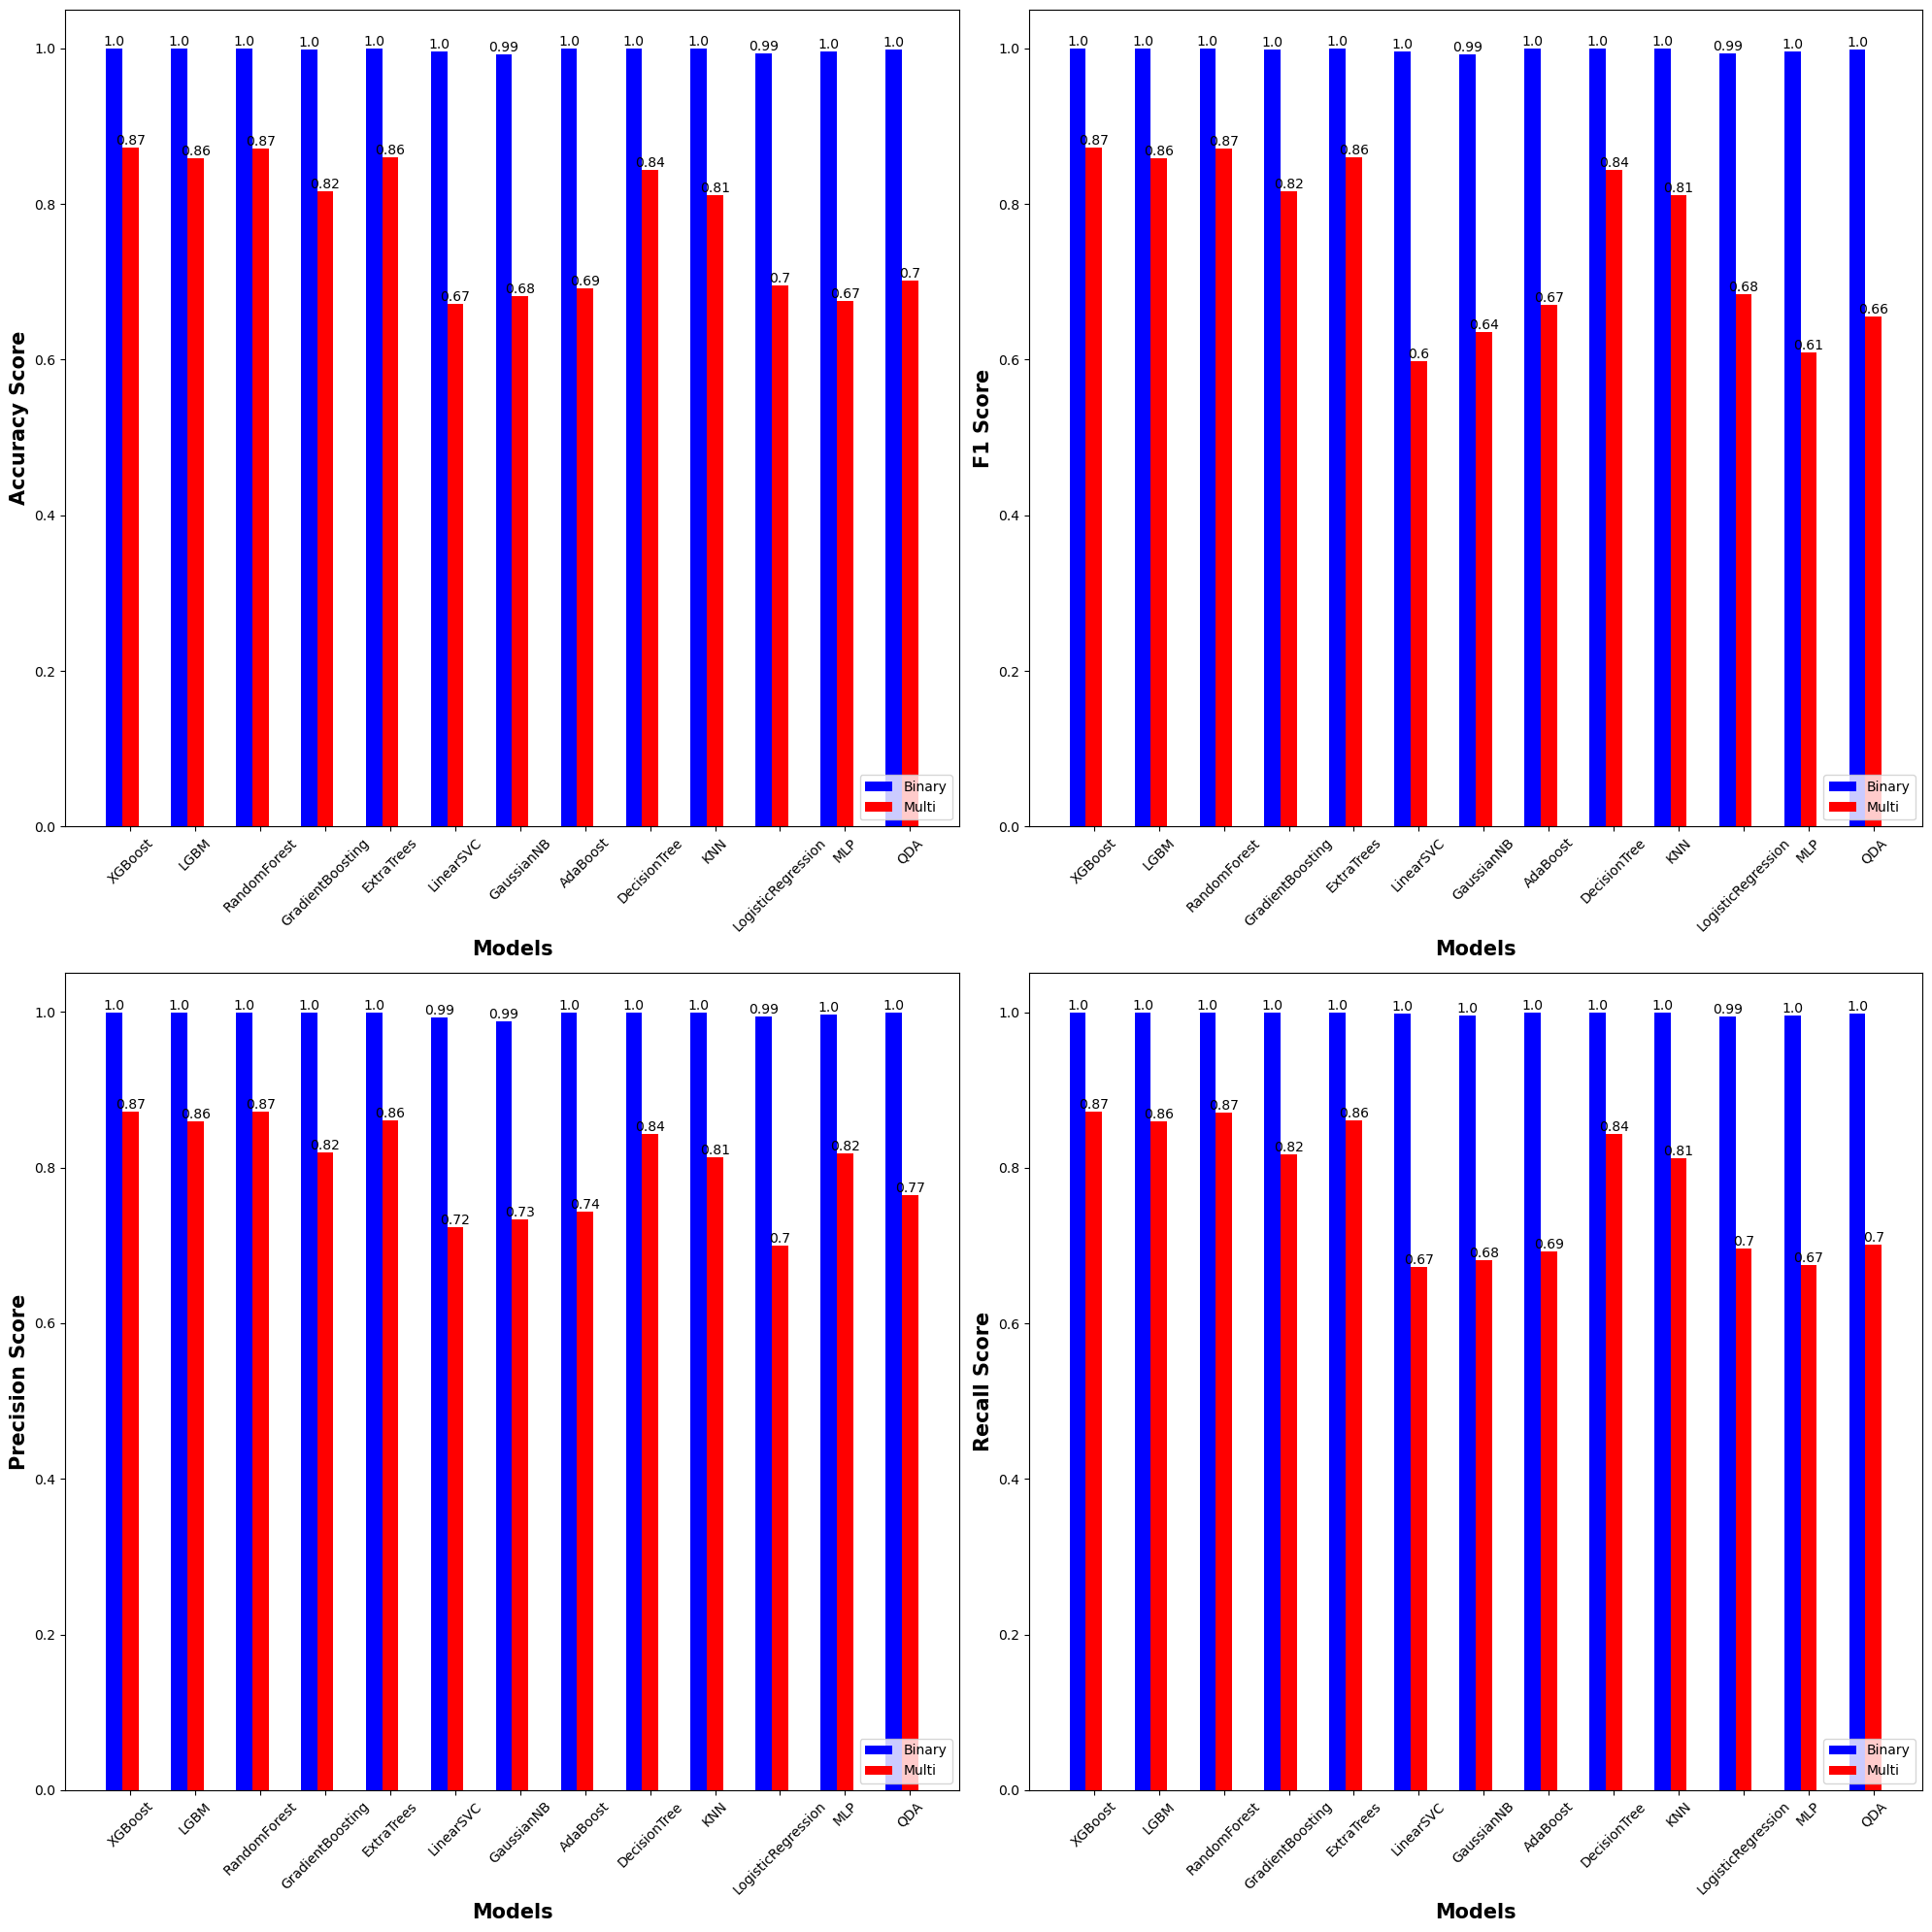 1.0 1.0 1.0 1.0 1.0 1.0 0.99 1.0 1.0 1.0 0.99 1.0 1.0
0.87 0.86 0.87 0.82 0.86 0.67 0.68 0.69 0.84 0.81 0.7 0.67 0.7
1.0
0.8
0.6
0.4
0.2
0.0
Accuracy Score
Binary
Multi
XGBoost LGBM RandomForest GradientBoosting ExtraTrees LinearSVC GaussianNB AdaBoost DecisionTree KNN LogisticRegression MLP QDA
Models
1.0 1.0 1.0 1.0 1.0 1.0 0.99 1.0 1.0 1.0 0.99 1.0 1.0
0.87 0.86 0.87 0.82 0.86 0.6 0.64 0.67 0.84 0.81 0.68 0.61 0.66
1.0
0.8
0.6
0.4
0.2
0.0
F1 Score
Binary
Multi
XGBoost LGBM RandomForest GradientBoosting ExtraTrees LinearSVC GaussianNB AdaBoost DecisionTree KNN LogisticRegression MLP QDA
Models
1.0 1.0 1.0 1.0 1.0 0.99 0.99 1.0 1.0 1.0 0.99 1.0 1.0
0.87 0.86 0.87 0.82 0.86 0.72 0.73 0.74 0.84 0.81 0.7 0.82 0.77
1.0
0.8
0.6
0.4
0.2
0.0
Precision Score
Binary
Multi
XGBoost LGBM RandomForest GradientBoosting ExtraTrees LinearSVC GaussianNB AdaBoost DecisionTree KNN LogisticRegression MLP QDA
Models
1.0 1.0 1.0 1.0 1.0 1.0 1.0 1.0 1.0 1.0 0.99 1.0 1.0
0.87 0.86 0.87 0.82 0.86 0.67 0.68 0.69 0.84 0.81 0.7 0.67 0.7
1.0
0.8
0.6
0.4
0.2
0.0
Recall Score
Binary
Multi
XGBoost LGBM RandomForest GradientBoosting ExtraTrees LinearSVC GaussianNB AdaBoost DecisionTree KNN LogisticRegression MLP QDA
Models